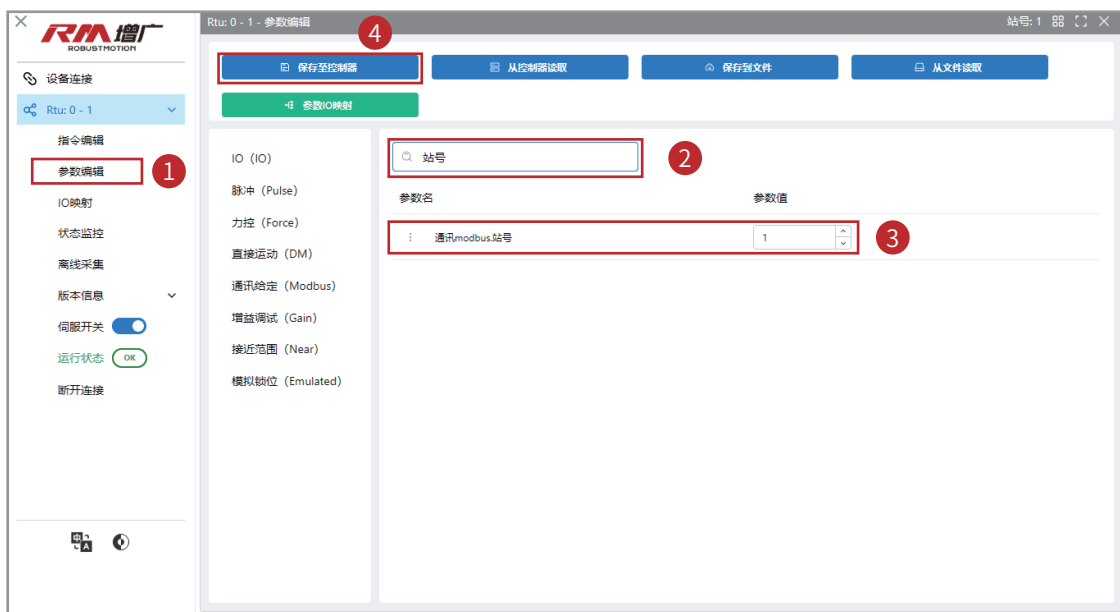 RM 增广
ROBUSTMOTION
设备连接
Rtu: 0 - 1
指令编辑
参数编辑
1
IO映射
状态监控
离线采集
版本信息
伺服开关
运行状态 OK
断开连接
中 A
Rtu: 0 - 1 - 参数编辑
站号: 1
4
保存至控制器
从控制器读取
保存到文件
从文件读取
参数IO映射
IO (IO)
脉冲 (Pulse)
力控 (Force)
直接运动 (DM)
通讯给定 (Modbus)
增益调试 (Gain)
接近范围 (Near)
模拟锁位 (Emulated)
站号
2
参数名 参数值
通讯modbus.站号 1
3